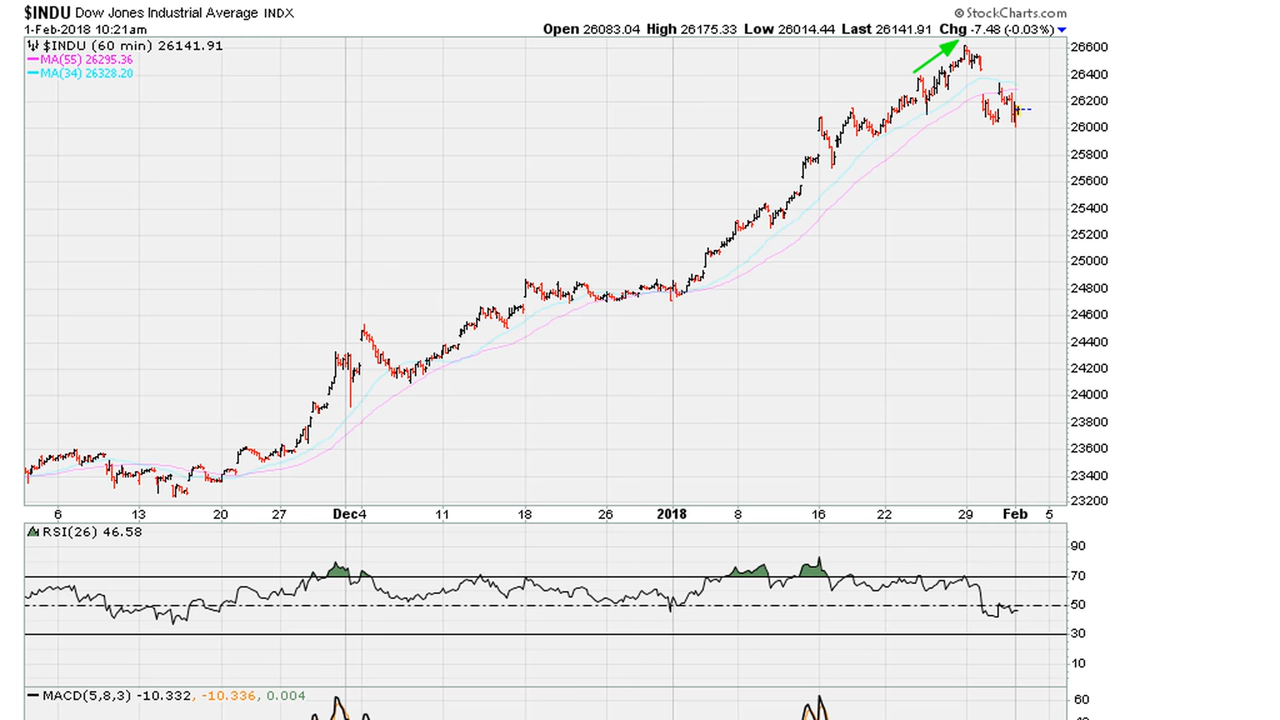 $INDU Dow Jones Industrial Average INDX
© StockCharts.com
1-Feb-2018 10:21am
Open 26083.04 High 26175.33 Low 26014.44 Last 26141.91 Chg -7.48 (-0.03%)
$INDU (60 min) 26141.91
MA(55) 26295.36
MA(34) 26328.20
26600
26400
26200
26000
25800
25600
25400
25200
25000
24800
24600
24400
24200
24000
23800
23600
23400
23200
6 13 20 27 Dec4 11 18 26 2018 8 16 22 29 Feb 5
RSI(26) 46.58
90
70
50
30
10
MACD(5,8,3) -10.332, -10.336, 0.004
60